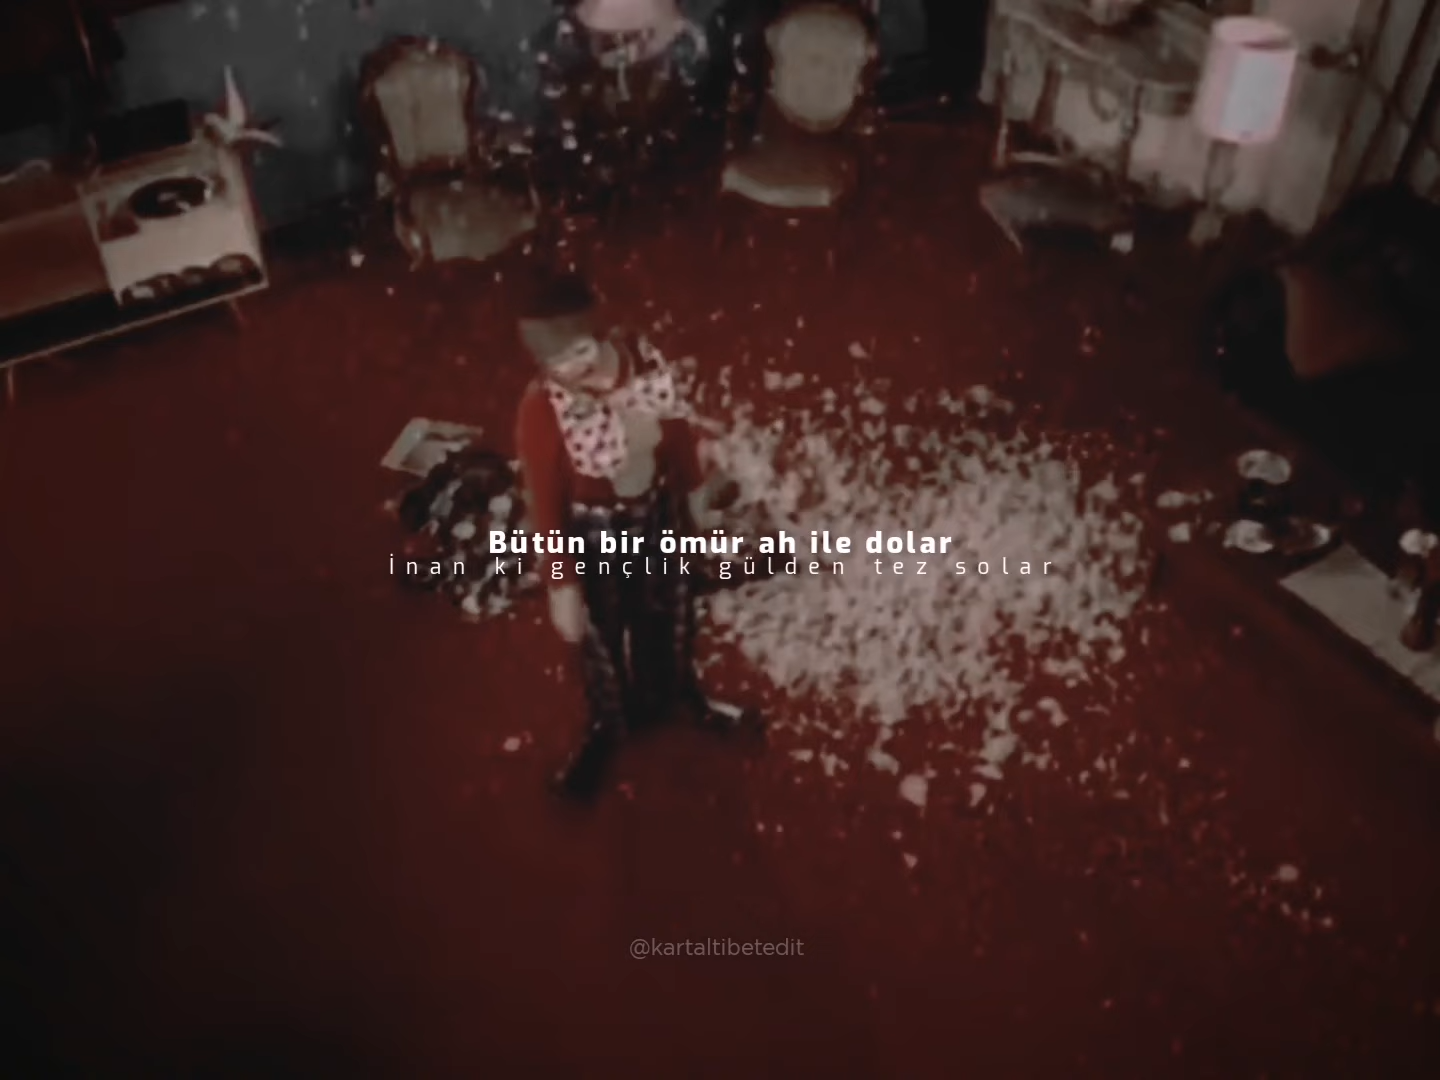 Bütün bir ömür ah ile dolar
İnan ki gençlik gülden tez solar
@kartaltibetedit